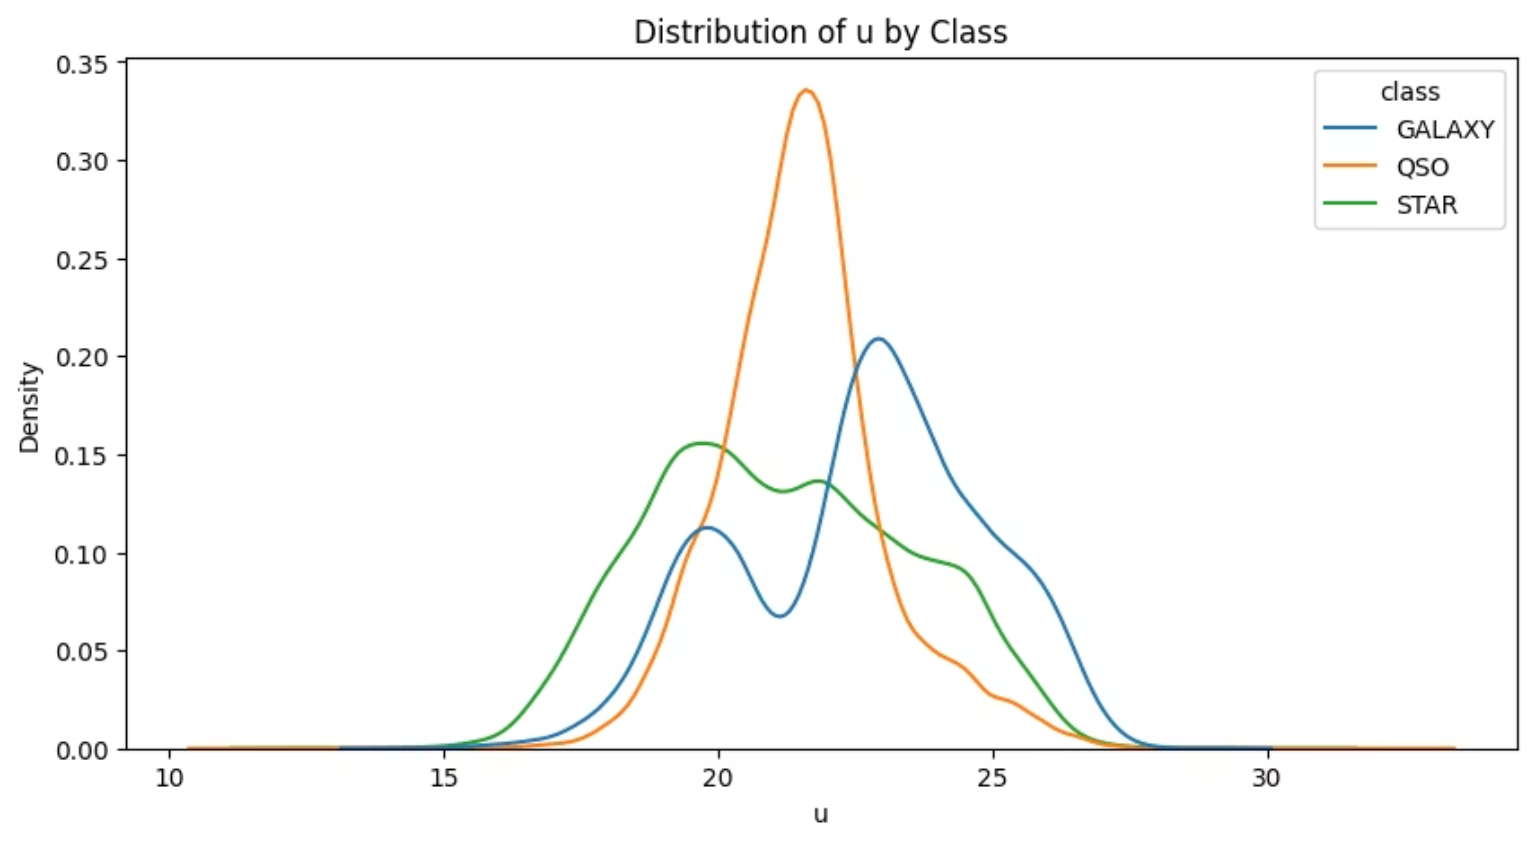 Distribution of u by Class
0.35
0.30
0.25
0.20
0.15
0.10
0.05
0.00
Density
10 15 20 25 30
u
class
GALAXY
QSO
STAR